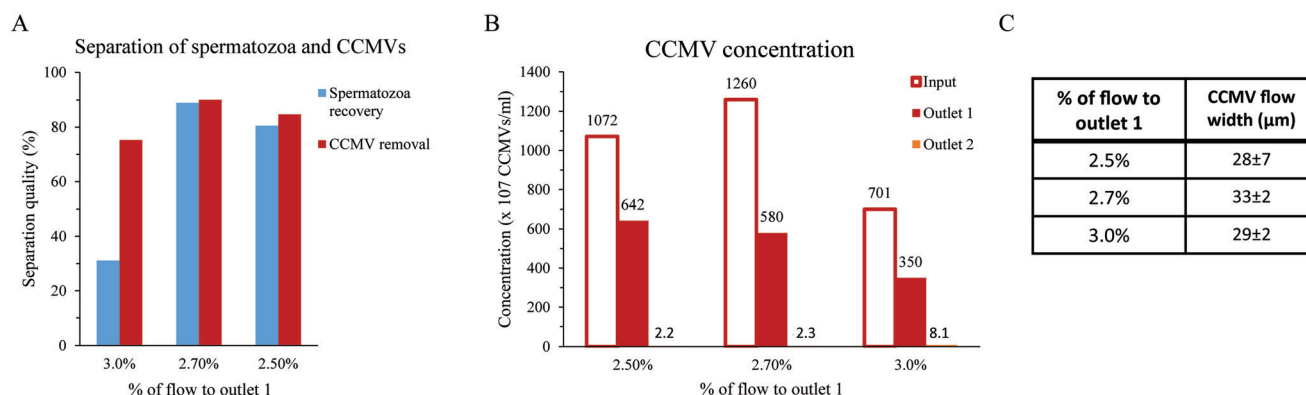 A
Separation of spermatozoa and CCMVs
Separation quality (%)
100
80
60
40
20
0
3.0%
2.70%
2.50%
% of flow to outlet 1
Spermatozoa
recovery
CCMV removal
B
CCMV concentration
Concentration (x 107 CCMVs/ml)
1400
1200
1000
800
600
400
200
0
1072
642
2.2
1260
580
2.3
701
350
8.1
2.50%
2.70%
3.0%
% of flow to outlet 1
Input
Outlet 1
Outlet 2
C
% of flow to
outlet 1
CCMV flow
width (µm)
2.5%
28±7
2.7%
33±2
3.0%
29±2